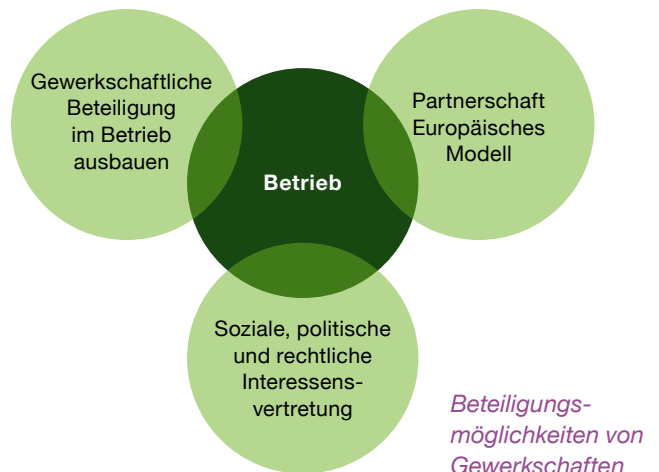 Gewerkschaftliche
Beteiligung
im Betrieb
ausbauen
Partnerschaft
Europäisches
Modell
Betrieb
Soziale, politische
und rechtliche
Interessens-
vertretung
Beteiligungs-
möglichkeiten von
Gewerkschaften